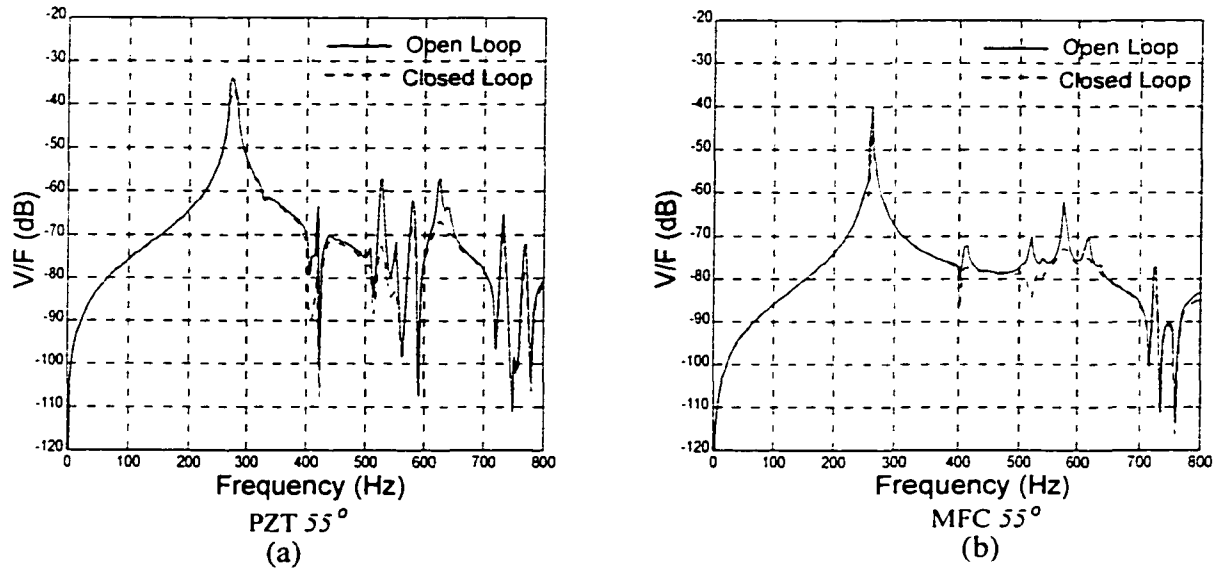 -20
-30
-40
-50
-60
-70
-80
-90
-100
-110
-120
V/F (dB)
Open Loop
Closed Loop
0 100 200 300 400 500 600 700 800
Frequency (Hz)
PZT 55°
(a)
-20
-30
-40
-50
-60
-70
-80
-90
-100
-110
-120
V/F (dB)
Open Loop
Closed Loop
0 100 200 300 400 500 600 700 800
Frequency (Hz)
MFC 55°
(b)